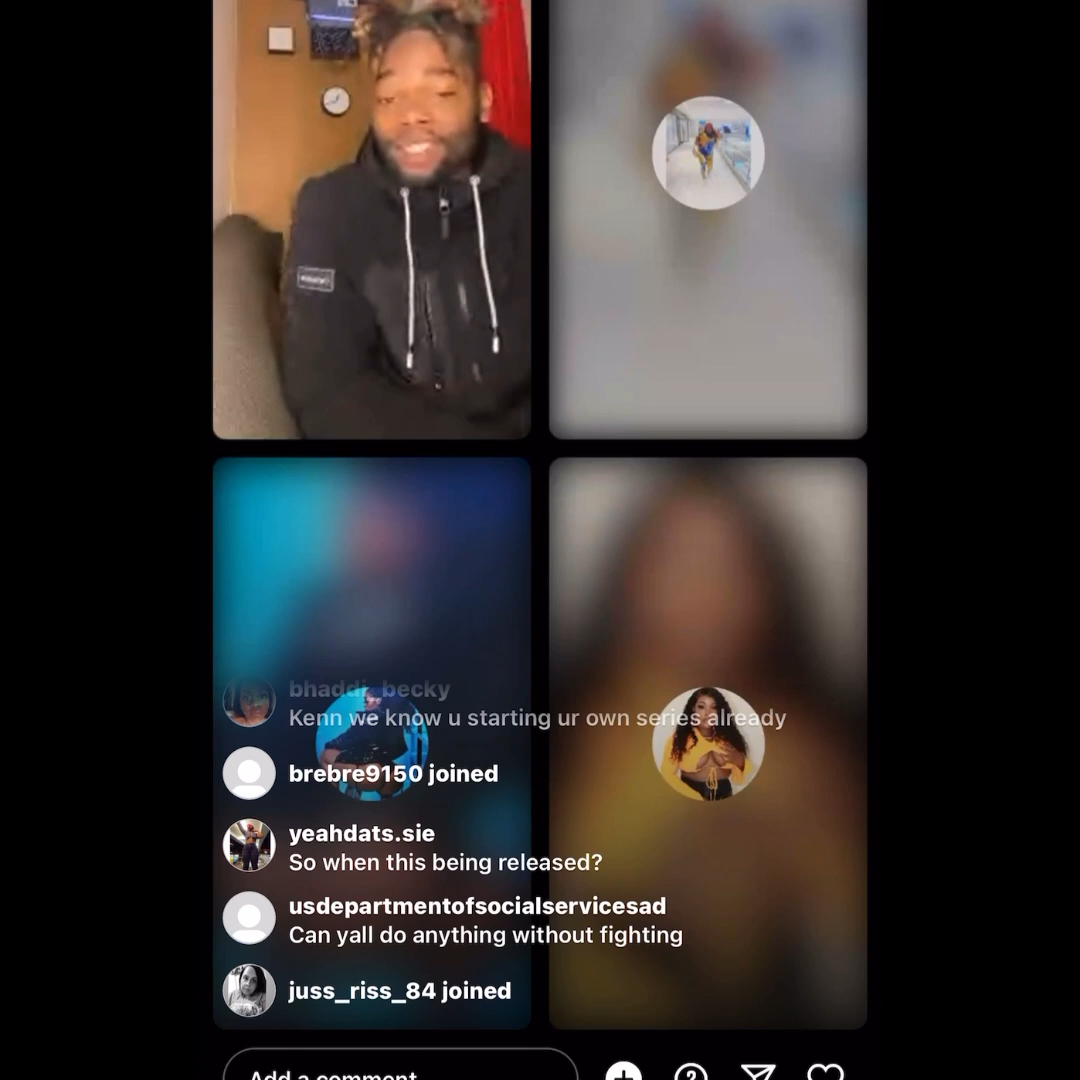 bhaddi_becky
Kenn we know u starting ur own series already
brebre9150 joined
yeahdats.sie
So when this being released?
usdepartmentofsocialservicesad
Can yall do anything without fighting
juss_riss_84 joined
Add a comment